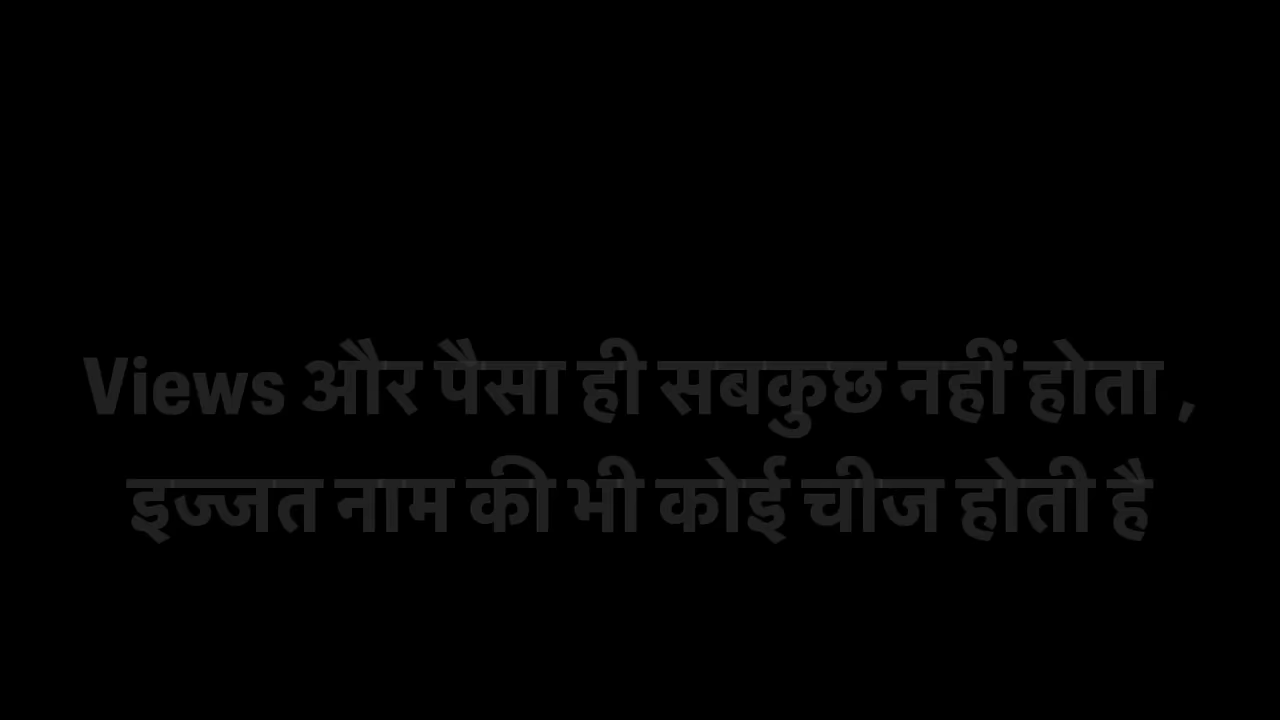 Views और पैसा ही सबकुछ नहीं होता ,
इज्जत नाम की भी कोई चीज होती है